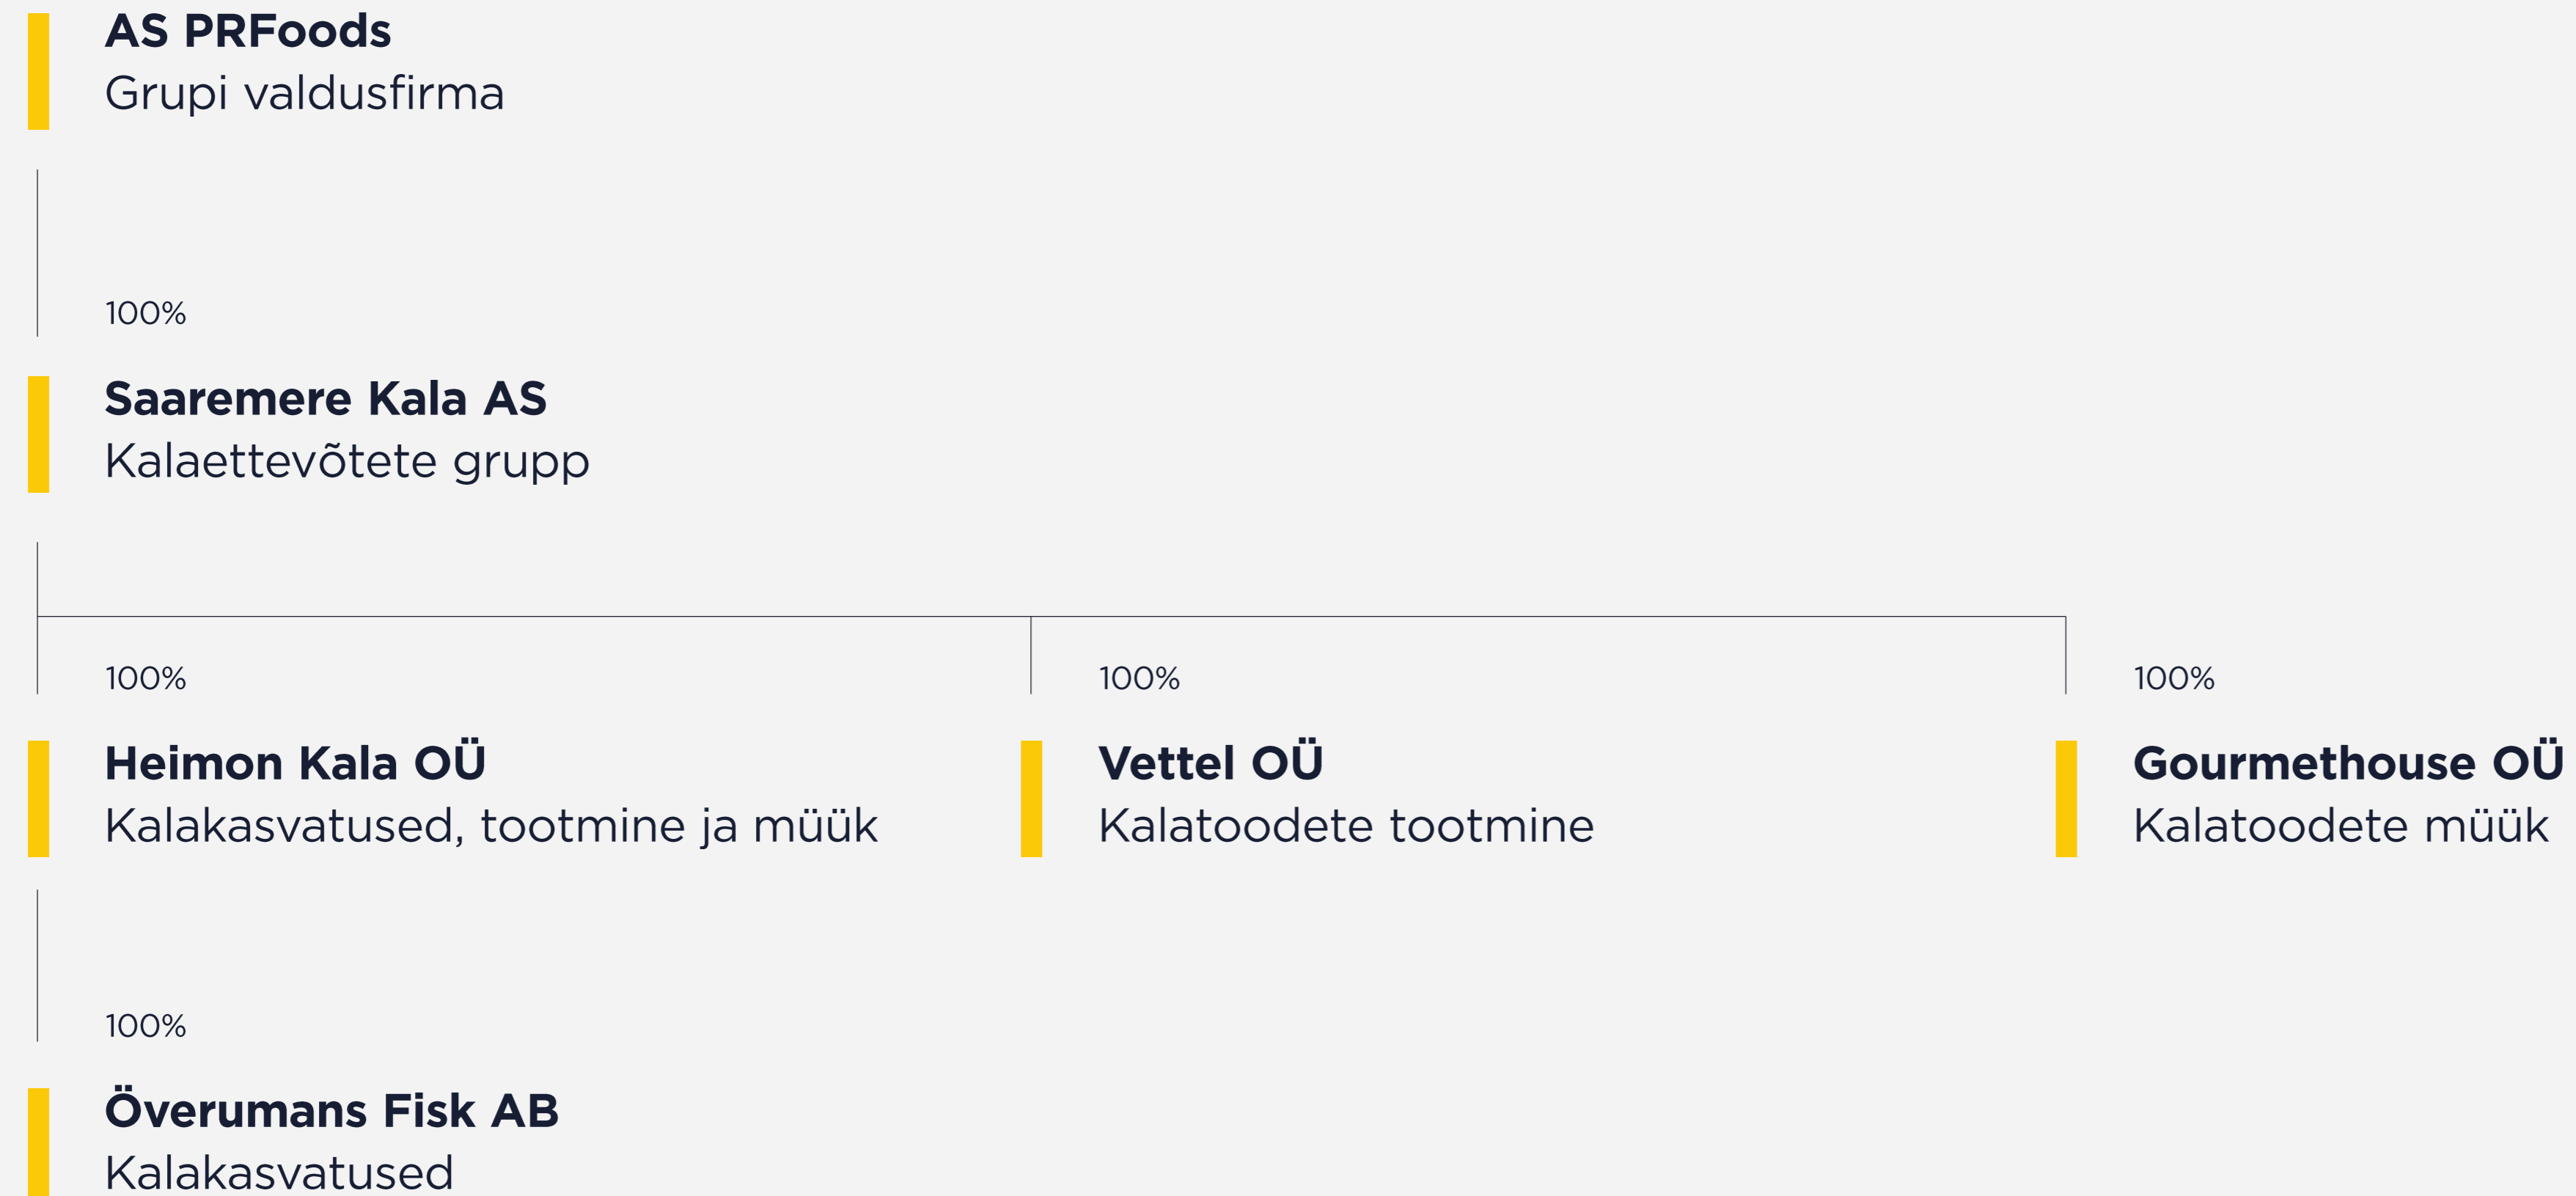 AS PRFoods
Grupi valdusfirma
100%
Saaremere Kala AS
Kalaettevõtete grupp
100%
Heimon Kala OÜ
Kalakasvatused, tootmine ja müük
100%
Vettel OÜ
Kalatoodete tootmine
100%
Gourmethouse OÜ
Kalatoodete müük
100%
Överumans Fisk AB
Kalakasvatused